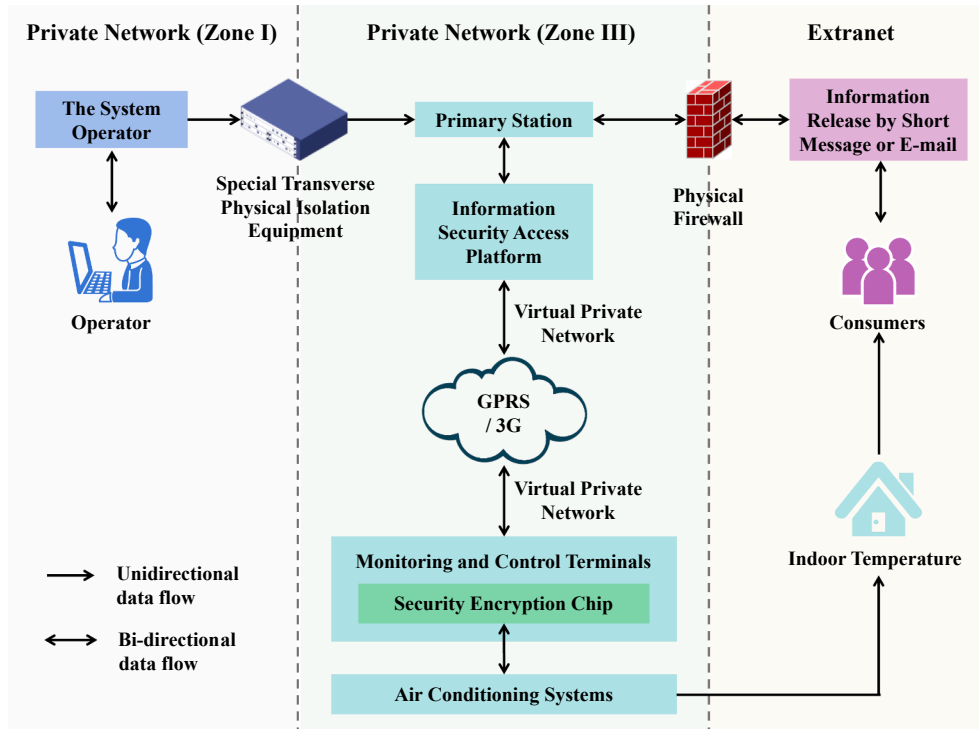 Private Network (Zone I)
Private Network (Zone III)
Extranet
The System
Operator
Special Transverse
Physical Isolation
Equipment
Primary Station
Physical
Firewall
Information
Release by Short
Message or E-mail
Operator
Information
Security Access
Platform
Consumers
Virtual Private
Network
GPRS
/ 3G
Virtual Private
Network
Indoor Temperature
Monitoring and Control Terminals
Security Encryption Chip
Air Conditioning Systems
Unidirectional
data flow
Bi-directional
data flow